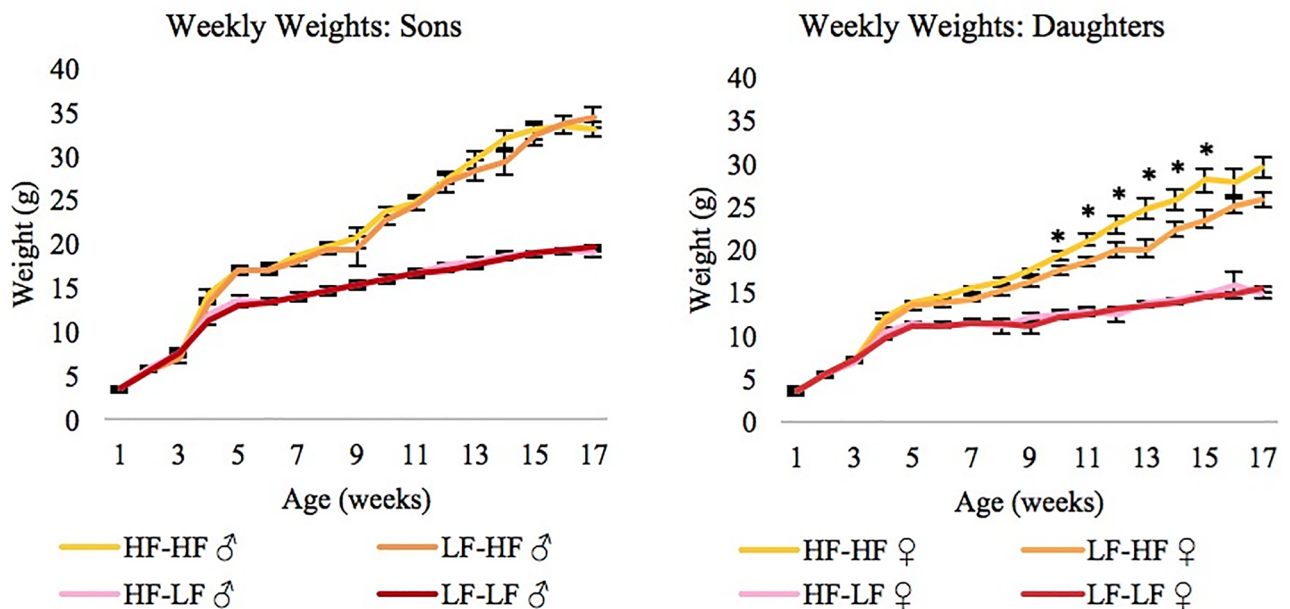 Weekly Weights: Sons
40
35
30
25
20
15
10
5
0
Weight (g)
1 3 5 7 9 11 13 15 17
Age (weeks)
HF-HF ♂ LF-HF ♂
HF-LF ♂ LF-LF ♂
Weekly Weights: Daughters
40
35
30
25
20
15
10
5
0
Weight (g)
* * * * * *
1 3 5 7 9 11 13 15 17
Age (weeks)
HF-HF ♀ LF-HF ♀
HF-LF ♀ LF-LF ♀